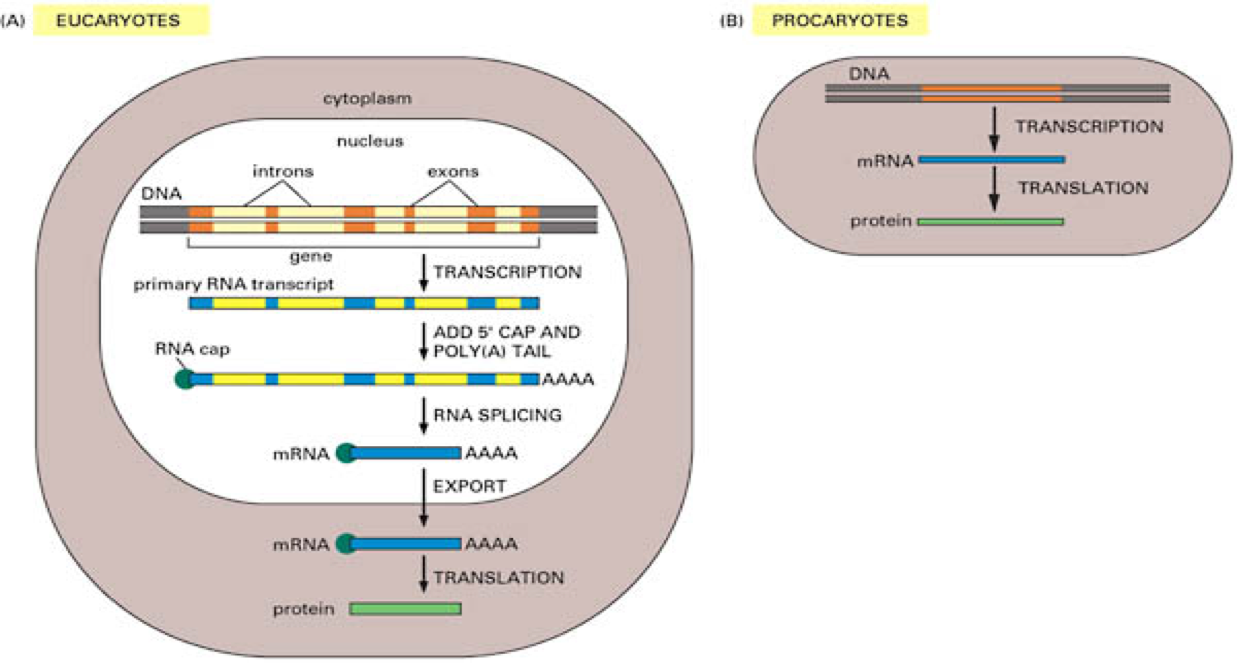 (A) EUCARYOTES
cytoplasm
nucleus
introns
exons
DNA
gene
TRANSCRIPTION
primary RNA transcript
ADD 5' CAP AND
POLY(A) TAIL
RNA cap
AAAA
RNA SPLICING
mRNA AAAA
EXPORT
mRNA AAAA
TRANSLATION
protein
(B) PROCARYOTES
DNA
TRANSCRIPTION
mRNA
TRANSLATION
protein